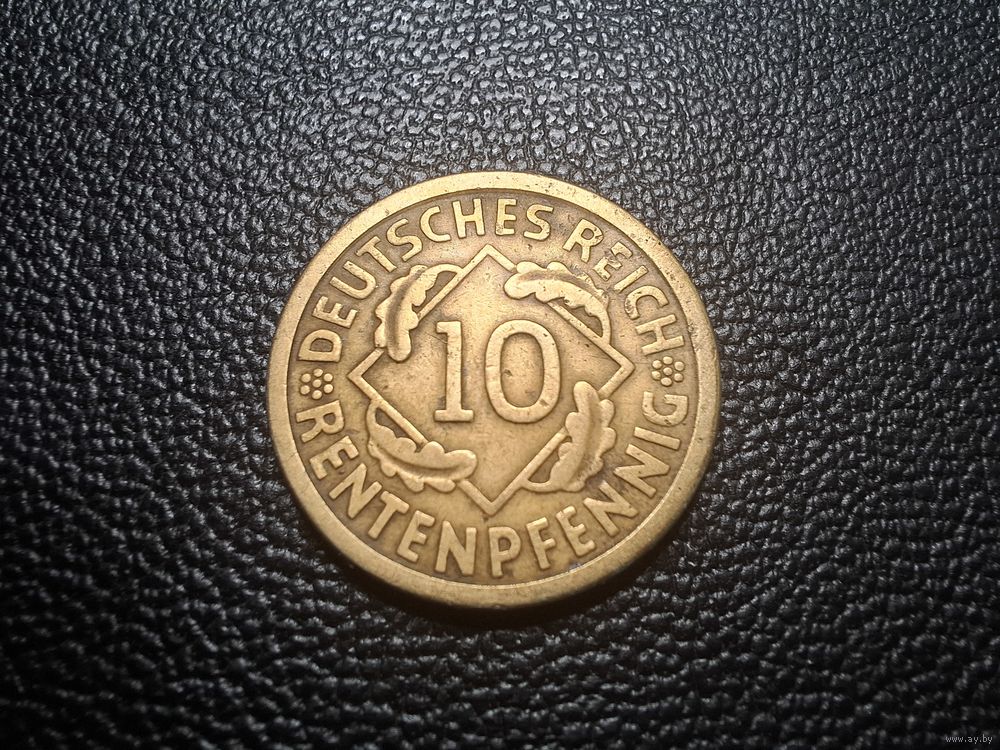 DEUTSCHES REICH
10
RENTENPFENNIG
www.ay.by